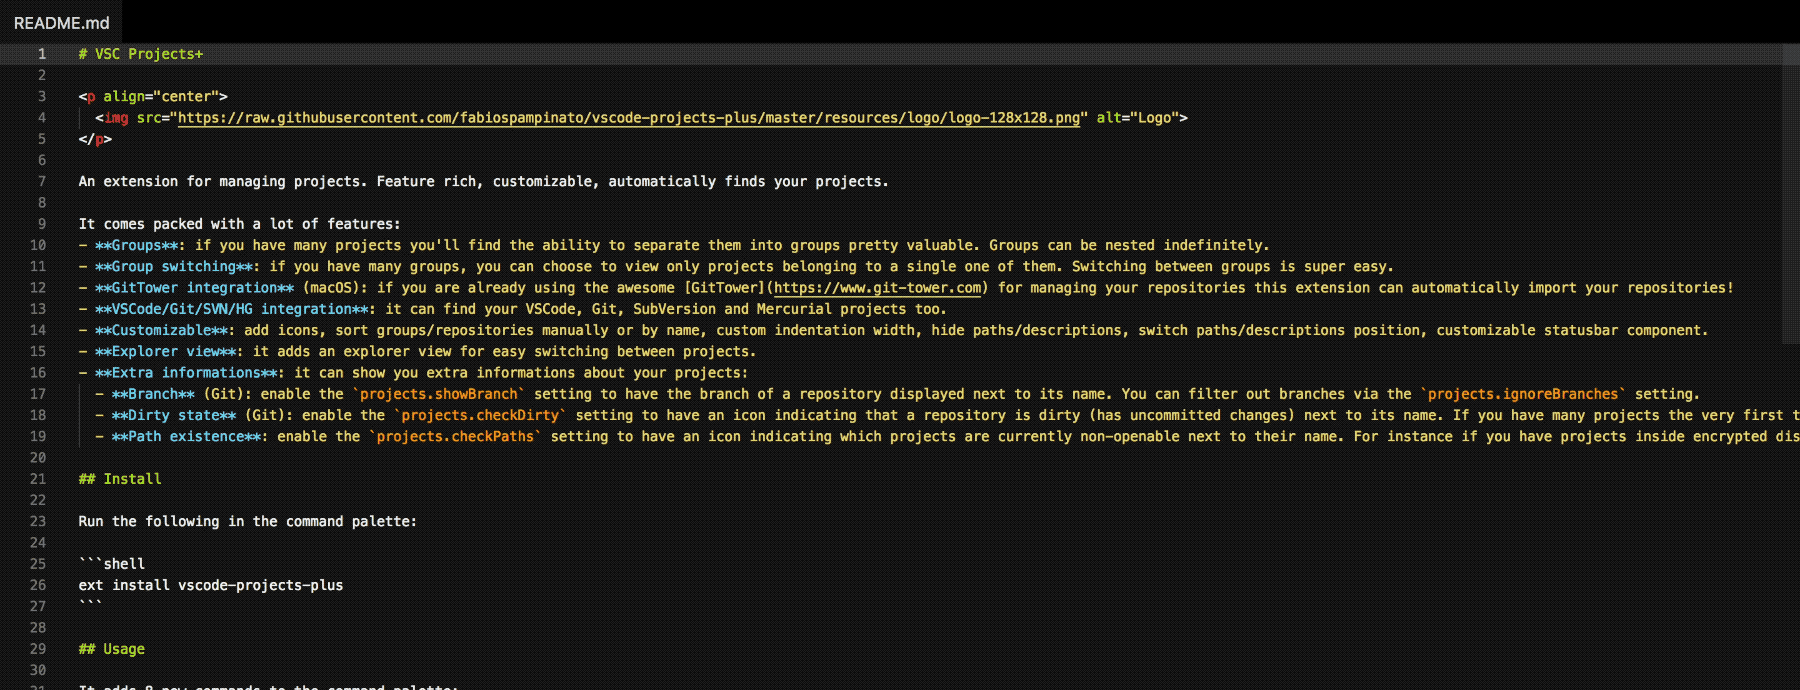 README.md
1 # VSC Projects+
2
3 <p align="center">
4 <img src="https://raw.githubusercontent.com/fabiospampinato/vscode-projects-plus/master/resources/logo/logo-128x128.png" alt="Logo">
5 </p>
6
7 An extension for managing projects. Feature rich, customizable, automatically finds your projects.
8
9 It comes packed with a lot of features:
10 - **Groups**: if you have many projects you'll find the ability to separate them into groups pretty valuable. Groups can be nested indefinitely.
11 - **Group switching**: if you have many groups, you can choose to view only projects belonging to a single one of them. Switching between groups is super easy.
12 - **GitTower integration** (macOS): if you are already using the awesome [GitTower](https://www.git-tower.com) for managing your repositories this extension can automatically import your repositories!
13 - **VSCode/Git/SVN/HG integration**: it can find your VSCode, Git, SubVersion and Mercurial projects too.
14 - **Customizable**: add icons, sort groups/repositories manually or by name, custom indentation width, hide paths/descriptions, switch paths/descriptions position, customizable statusbar component.
15 - **Explorer view**: it adds an explorer view for easy switching between projects.
16 - **Extra informations**: it can show you extra informations about your projects:
17 - **Branch** (Git): enable the `projects.showBranch` setting to have the branch of a repository displayed next to its name. You can filter out branches via the `projects.ignoreBranches` setting.
18 - **Dirty state** (Git): enable the `projects.checkDirty` setting to have an icon indicating that a repository is dirty (has uncommitted changes) next to its name. If you have many projects the very first t
19 - **Path existence**: enable the `projects.checkPaths` setting to have an icon indicating which projects are currently non-openable next to their name. For instance if you have projects inside encrypted dis
20
21 ## Install
22
23 Run the following in the command palette:
24
25 ```shell
26 ext install vscode-projects-plus
27 ```
28
29 ## Usage
30
31 It adds 8 new commands to the command palette: